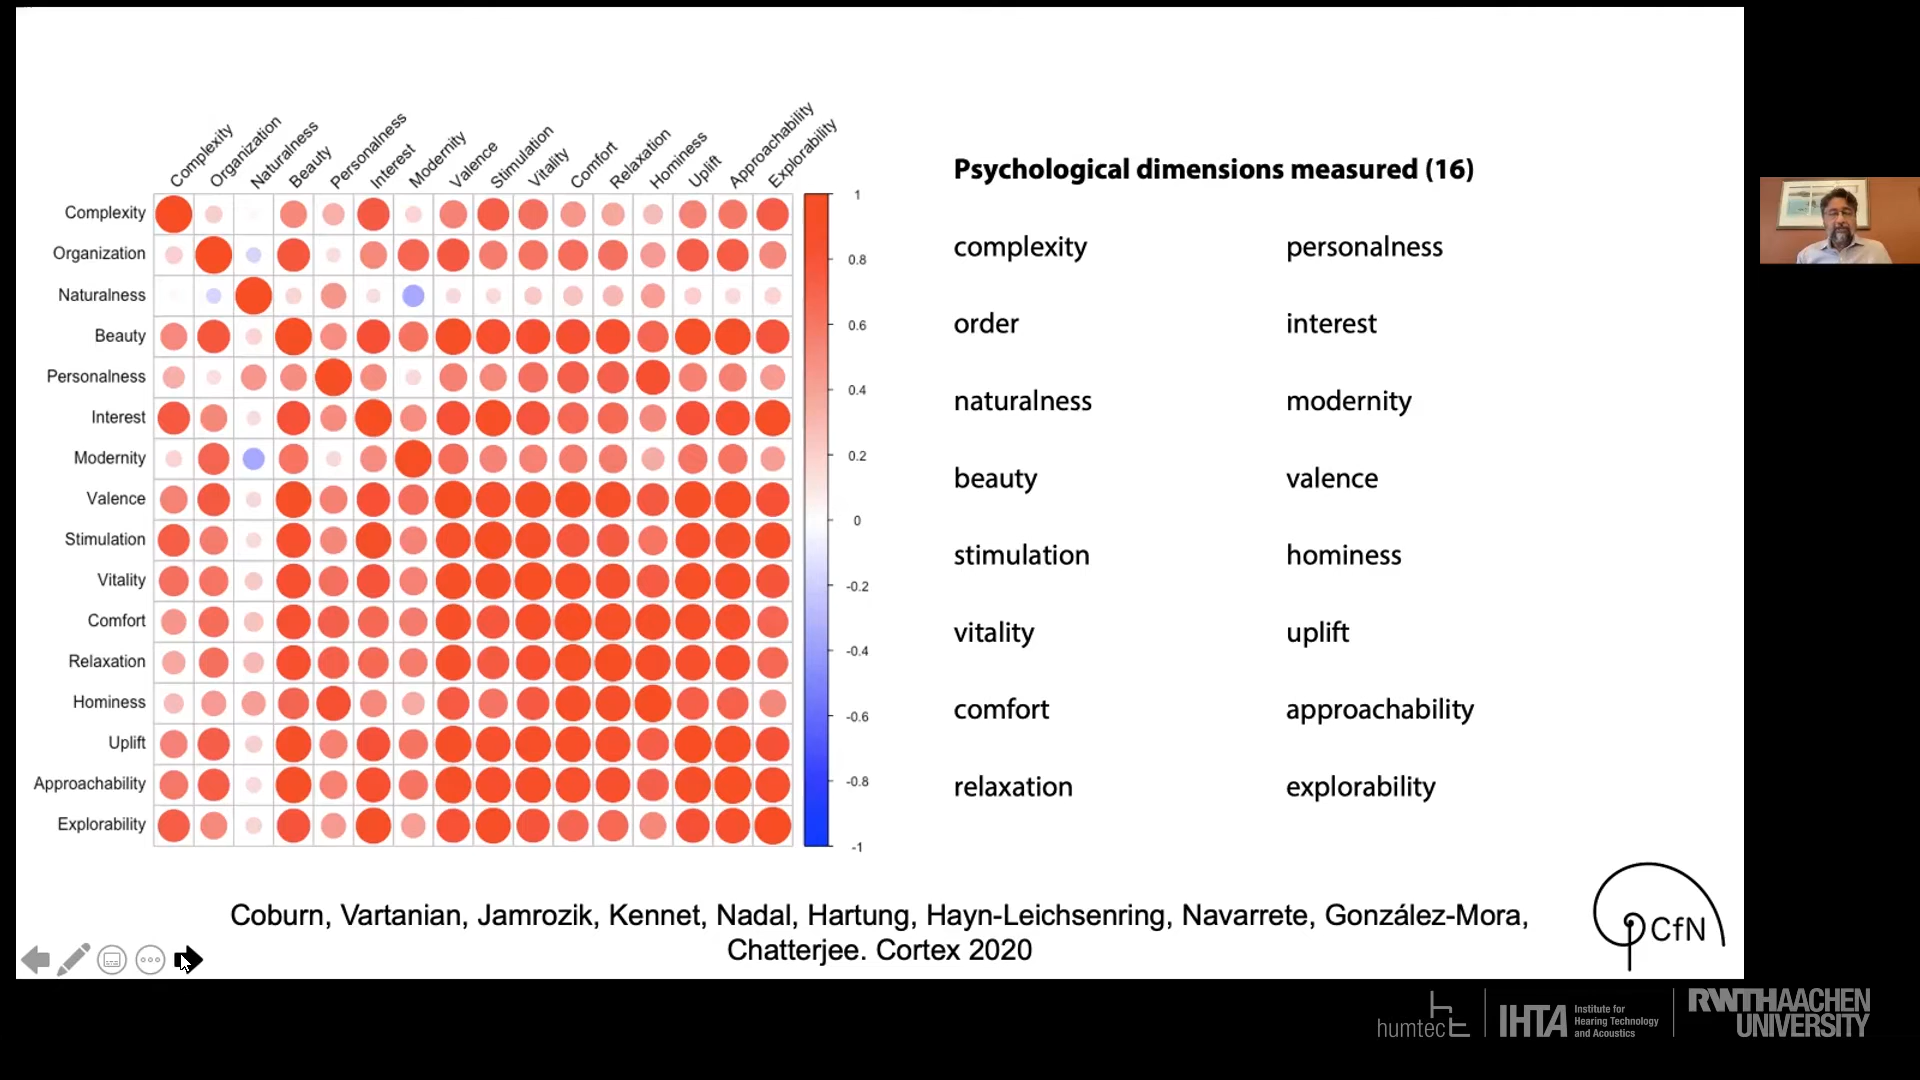 Complexity
Organization
Naturalness
Beauty
Personalness
Interest
Modernity
Valence
Stimulation
Vitality
Comfort
Relaxation
Hominess
Uplift
Approachability
Explorability
Complexity
Organization
Naturalness
Beauty
Personalness
Interest
Modernity
Valence
Stimulation
Vitality
Comfort
Relaxation
Hominess
Uplift
Approachability
Explorability
1
0.8
0.6
0.4
0.2
0
-0.2
-0.4
-0.6
-0.8
-1
Psychological dimensions measured (16)
complexity personalness
order interest
naturalness modernity
beauty valence
stimulation hominess
vitality uplift
comfort approachability
relaxation explorability
Coburn, Vartanian, Jamrozik, Kennet, Nadal, Hartung, Hayn-Leichsenring, Navarrete, González-Mora,
Chatterjee. Cortex 2020
CfN
humtec
IHTA
Institute for
Hearing Technology
and Acoustics
RWTHAACHEN
UNIVERSITY